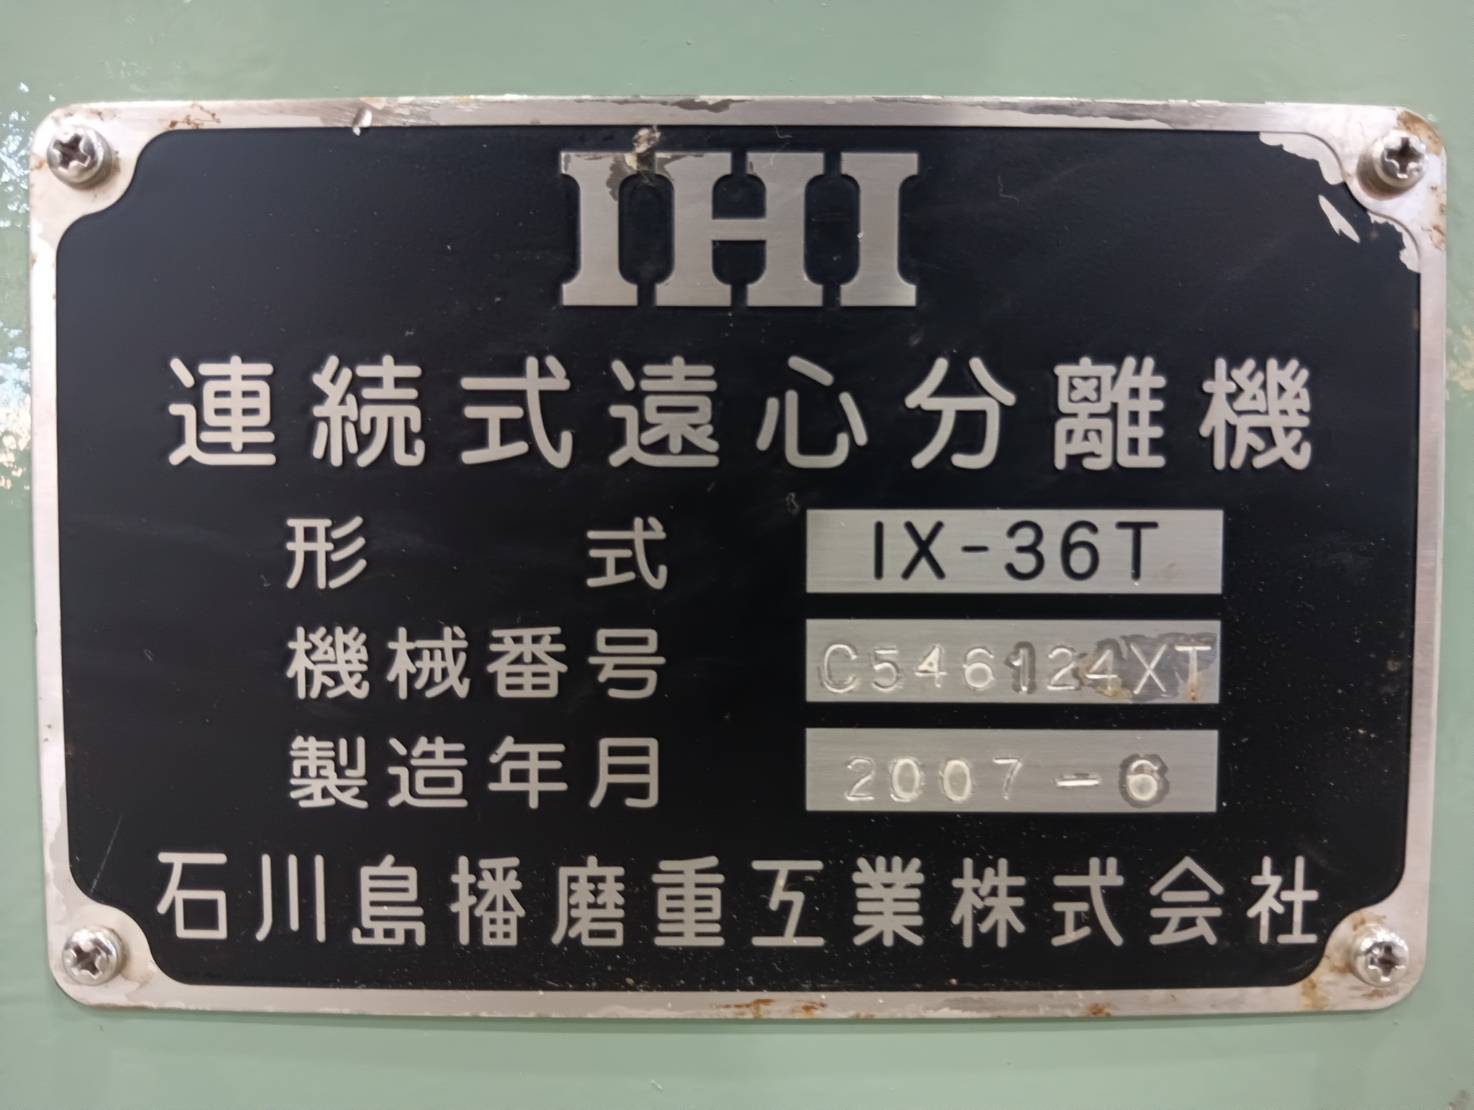 IHI
連続式遠心分離機
形式 IX-36T
機械番号 C546124XT
製造年月 2007-6
石川島播磨重工業株式会社